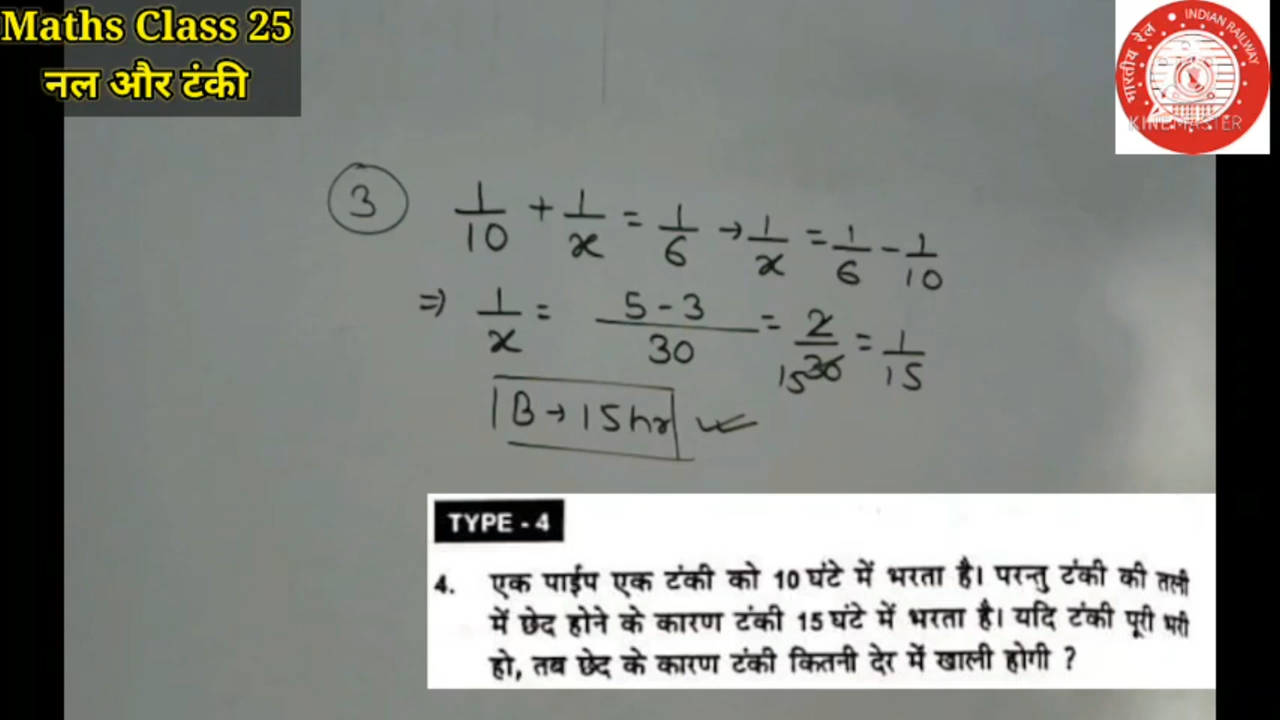 Maths Class 25
नल और टंकी
भारतीय रेल INDIAN RAILWAY
KINEMASTER
3 1/10 + 1/x = 1/6 → 1/x = 1/6 - 1/10
⇒ 1/x = 5-3/30 = 2/30 = 1/15
15
B → 15hr
TYPE - 4
4. एक पाईप एक टंकी को 10 घंटे में भरता है। परन्तु टंकी की तली
में छेद होने के कारण टंकी 15 घंटे में भरता है। यदि टंकी पूरी भरी
हो, तब छेद के कारण टंकी कितनी देर में खाली होगी ?